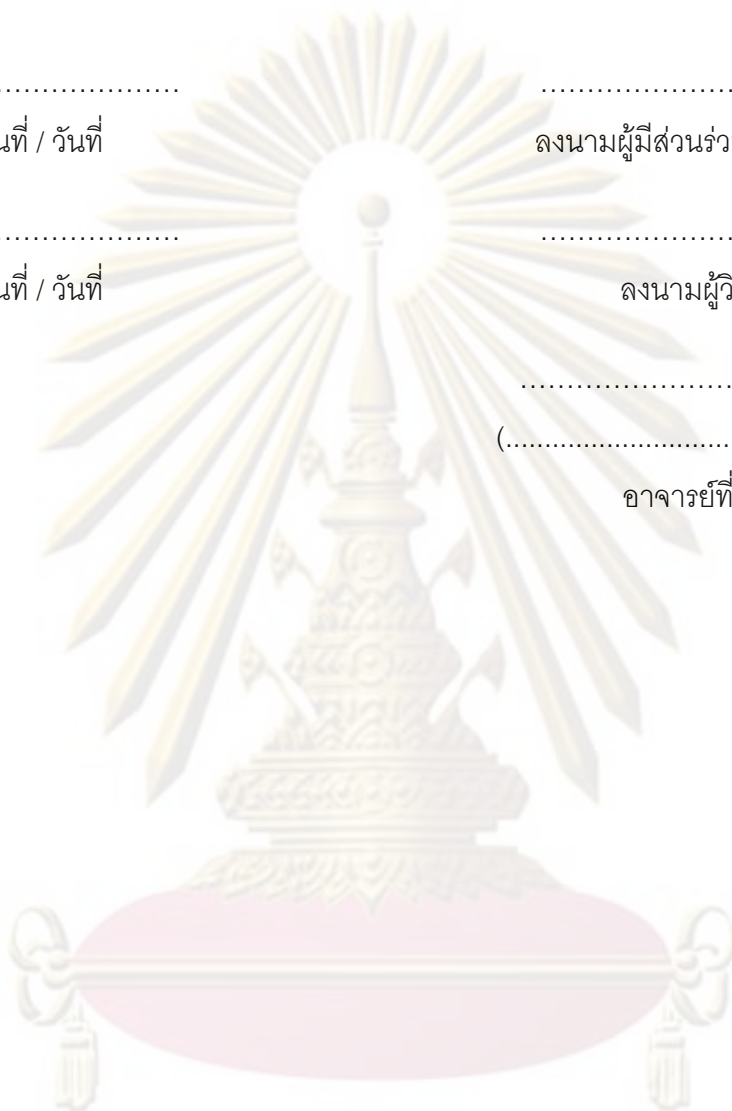 ………………… …………………
นที่ / วันที่ ลงนามผู้มีส่วนร่ว
………………… …………………
นที่ / วันที่ ลงนามผู้วิ
…………………
(............................
อาจารย์ที่